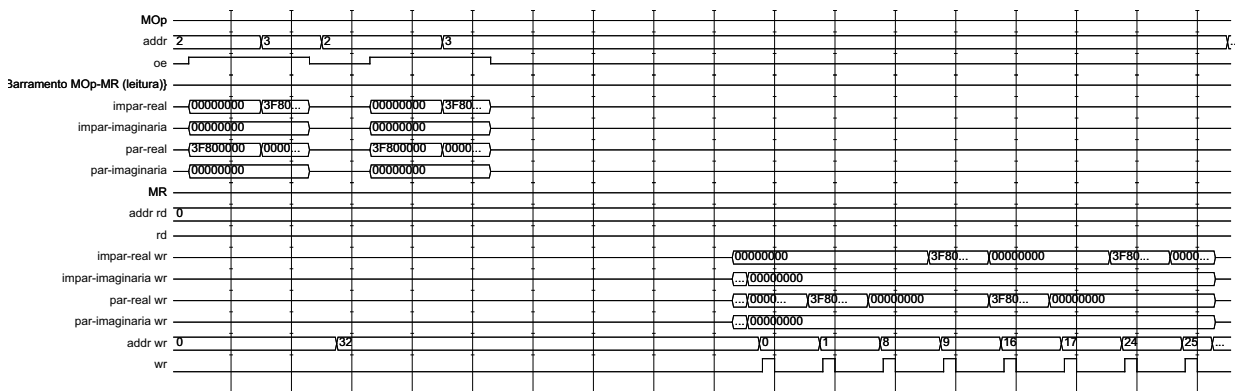 MOp
addr 2 3 2 3 ...
oe
Barramento MOp-MR (leitura)}
impar-real 00000000 3F80... 00000000 3F80...
impar-imaginaria 00000000 00000000
par-real 3F800000 0000... 3F800000 0000...
par-imaginaria 00000000 00000000
MR
addr rd 0
rd
impar-real wr 00000000 3F80... 00000000 3F80... 0000...
impar-imaginaria wr ... 00000000
par-real wr ... 0000... 3F80... 00000000 3F80... 00000000
par-imaginaria wr ... 00000000
addr wr 0 32 0 1 8 9 16 17 24 25 ...
wr